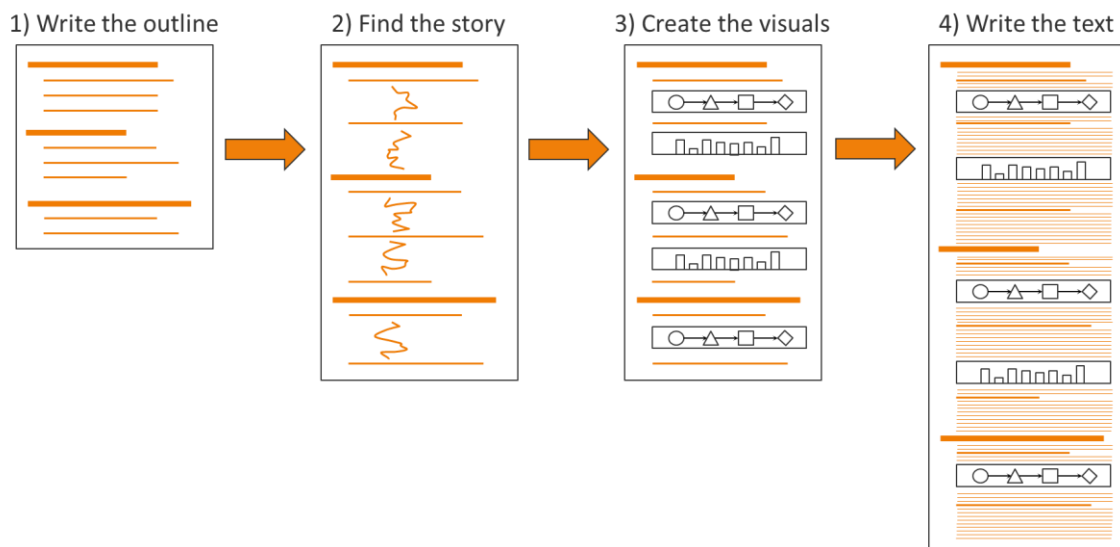 1) Write the outline
2) Find the story
3) Create the visuals
4) Write the text